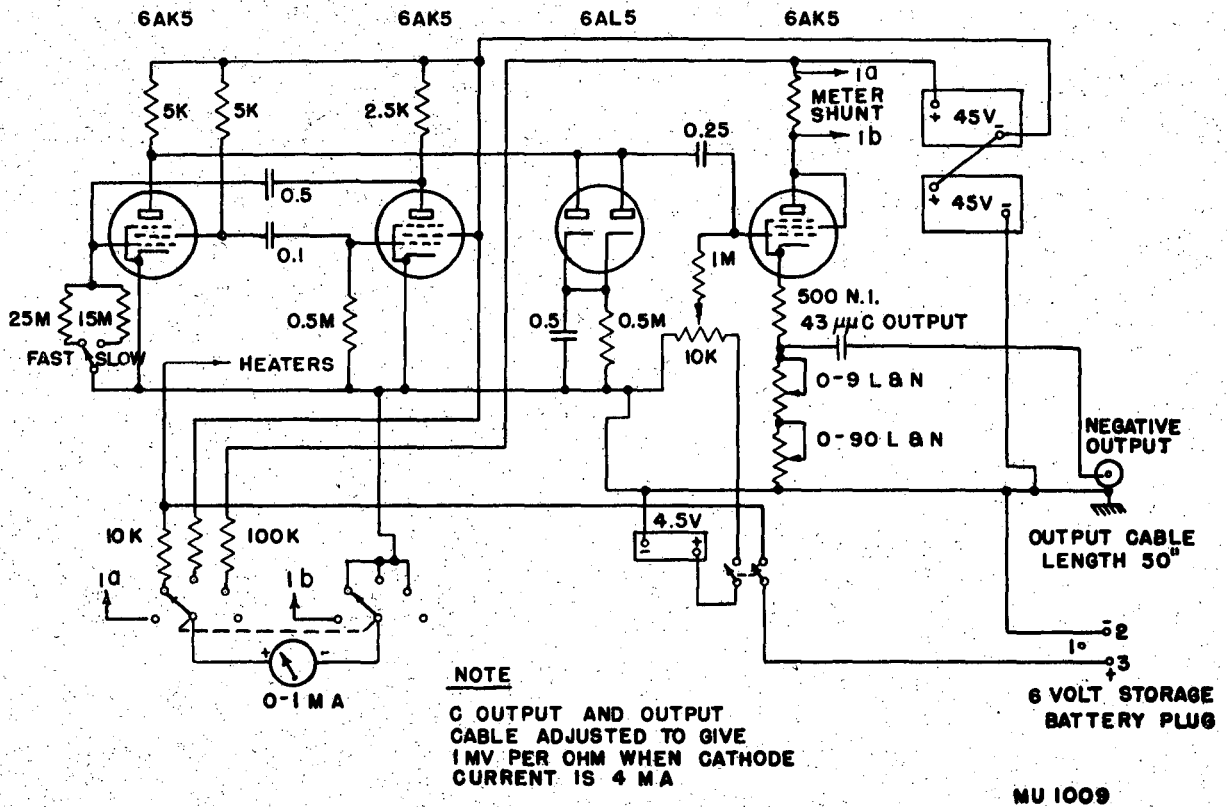 6AK5 6AK5 6AL5 6AK5
1a
METER
SHUNT
1b
5K 5K 2.5K
0.25
45V
+ -
45V
+ -
0.5
0.1
1M
25M 15M
0.5M
0.5 0.5M
10K
500 N.I.
43 μμC OUTPUT
FAST SLOW
HEATERS
0-9 L & N
0-90 L & N
NEGATIVE
OUTPUT
4.5V
- +
10K 100K
OUTPUT CABLE
LENGTH 50"
1a 1b
+ -
0-1 MA
- 2
1
+ 3
6 VOLT STORAGE
BATTERY PLUG
NOTE
C OUTPUT AND OUTPUT
CABLE ADJUSTED TO GIVE
1 MV PER OHM WHEN CATHODE
CURRENT IS 4 MA
MU 1009